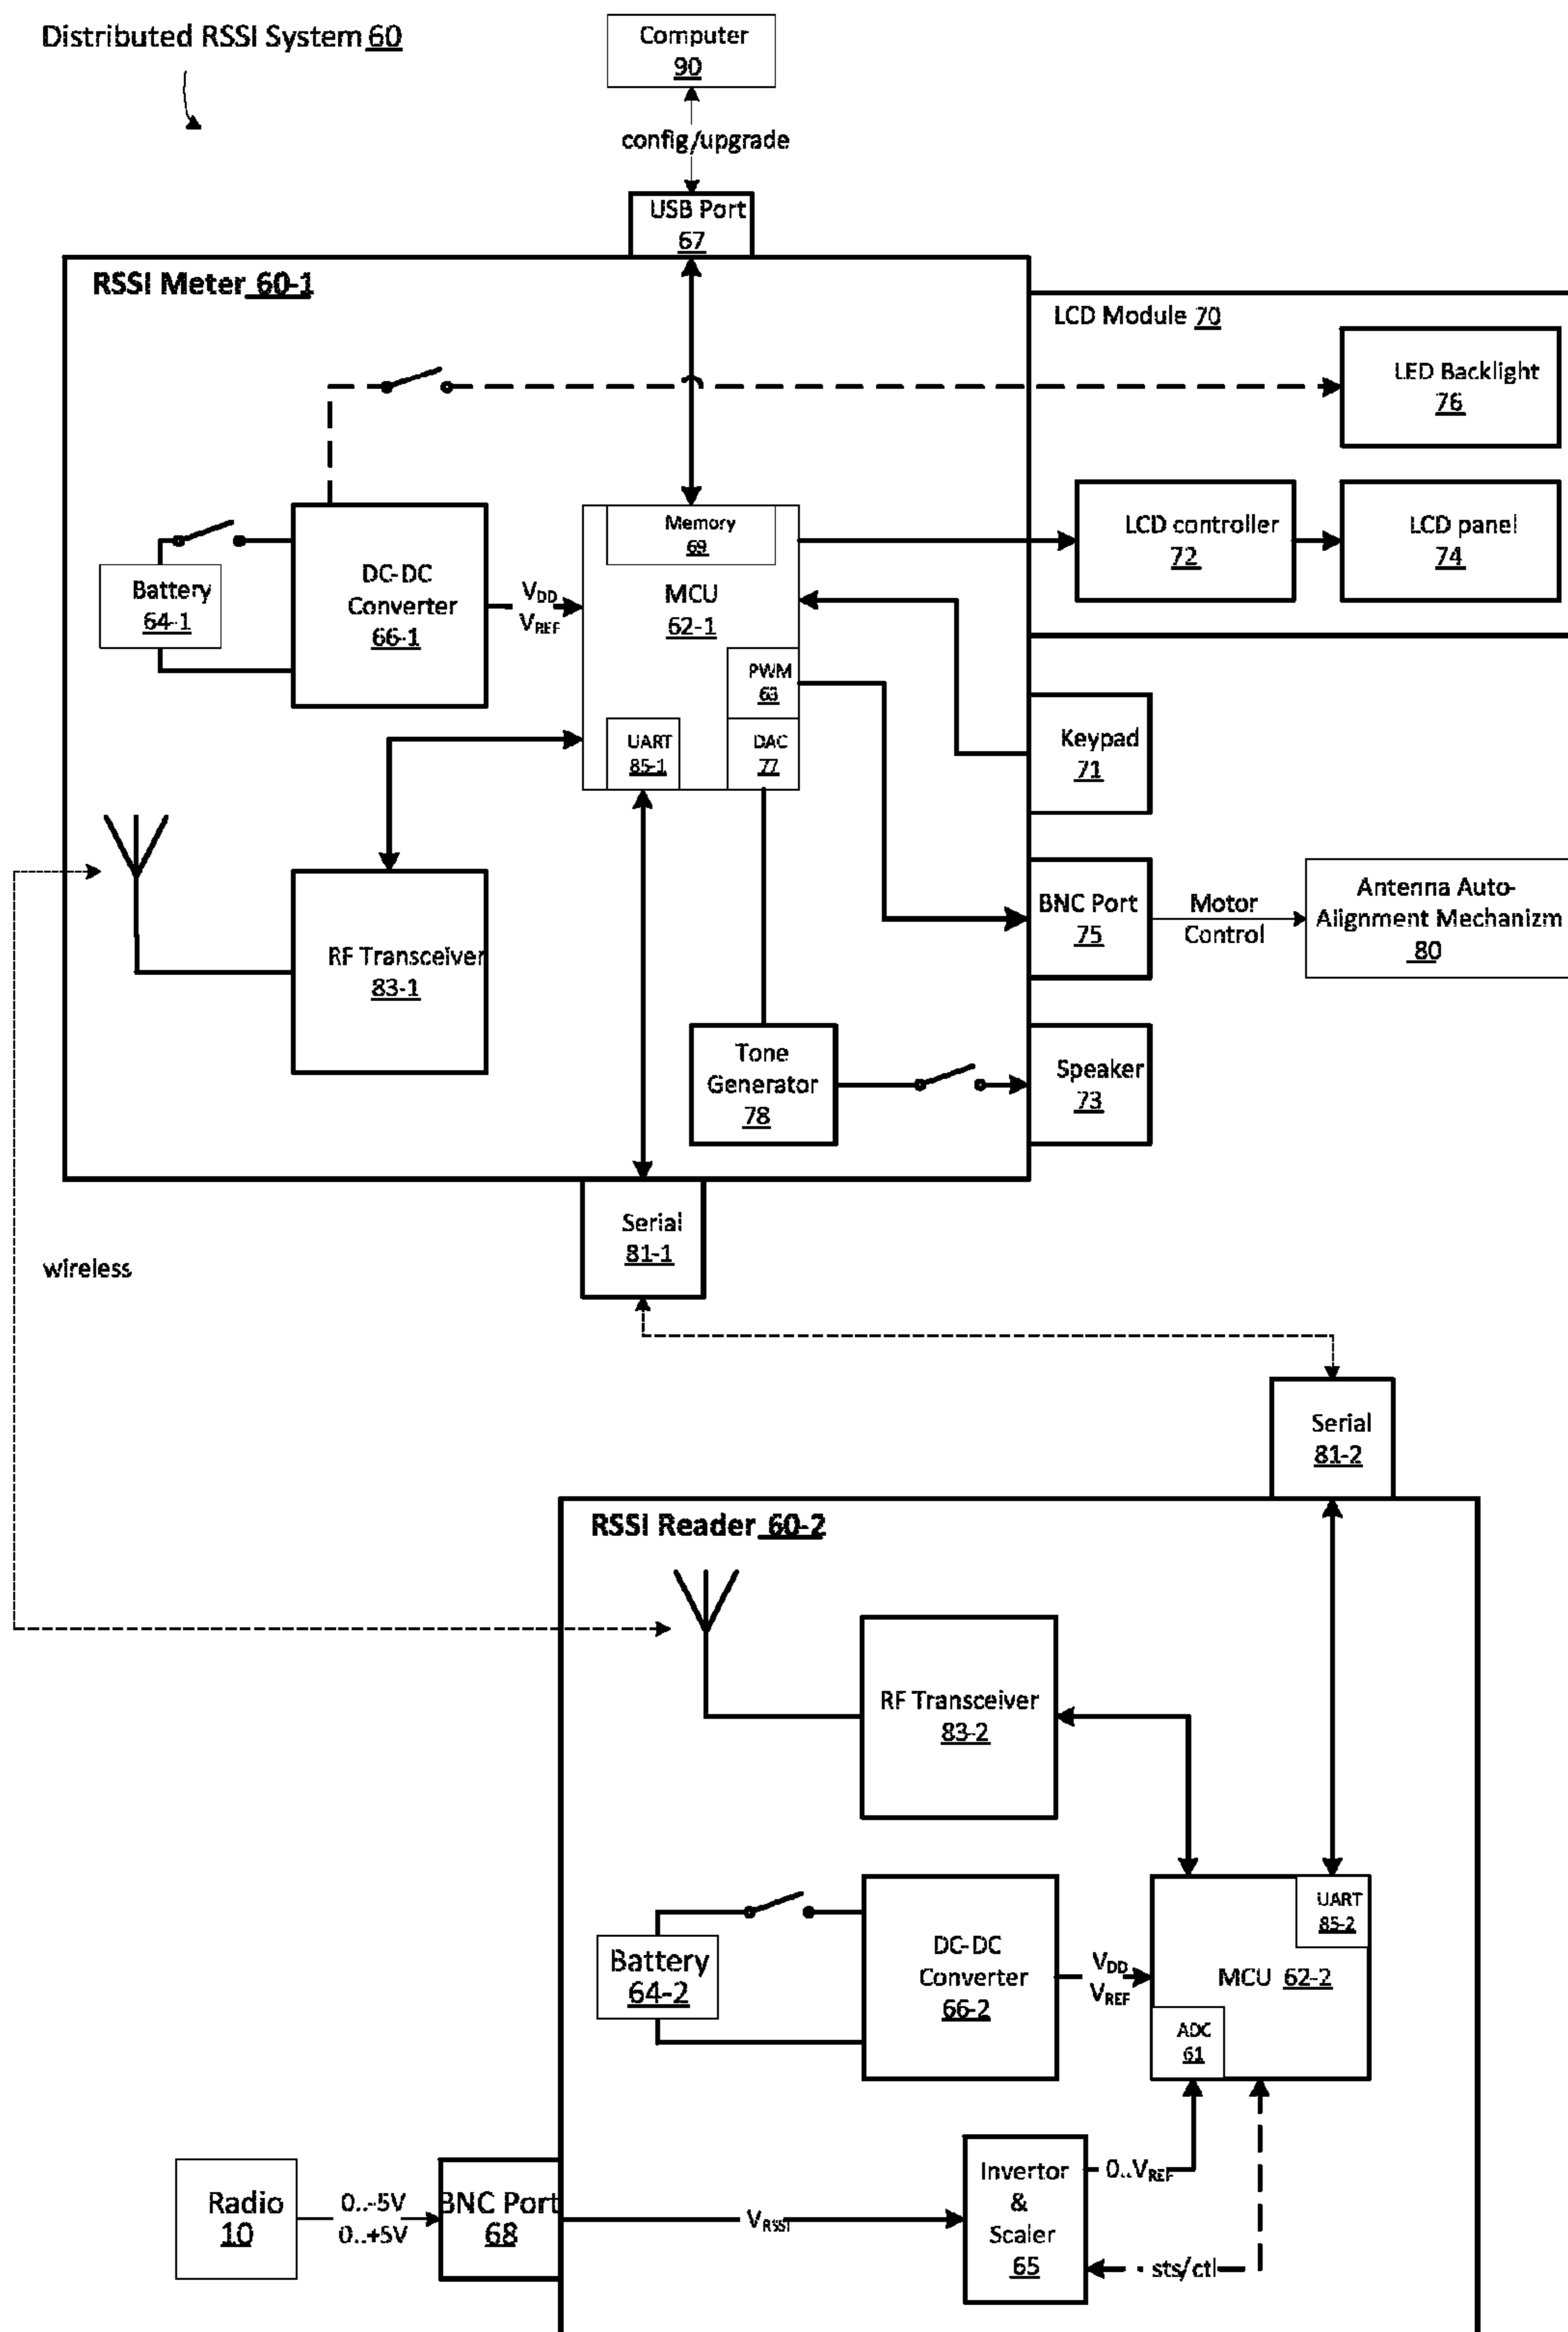 Distributed RSSI System 60
Computer
90
config/upgrade
USB Port
67
RSSI Meter 60-1
LCD Module 70
LED Backlight
76
Memory
69
LCD controller
72
LCD panel
74
Battery
64-1
DC-DC
Converter
66-1
VDD
VREF
MCU
62-1
PWM
63
UART
85-1
DAC
77
Keypad
71
BNC Port
75
Motor
Control
Antenna Auto-
Alignment Mechanizm
80
RF Transceiver
83-1
Tone
Generator
78
Speaker
73
Serial
81-1
wireless
Serial
81-2
RSSI Reader 60-2
RF Transceiver
83-2
UART
85-2
Battery
64-2
DC-DC
Converter
66-2
VDD
VREF
MCU 62-2
ADC
61
Radio
10
0..-5V
0..+5V
BNC Port
68
VRSSI
Invertor
&
Scaler
65
0..VREF
sts/ctl